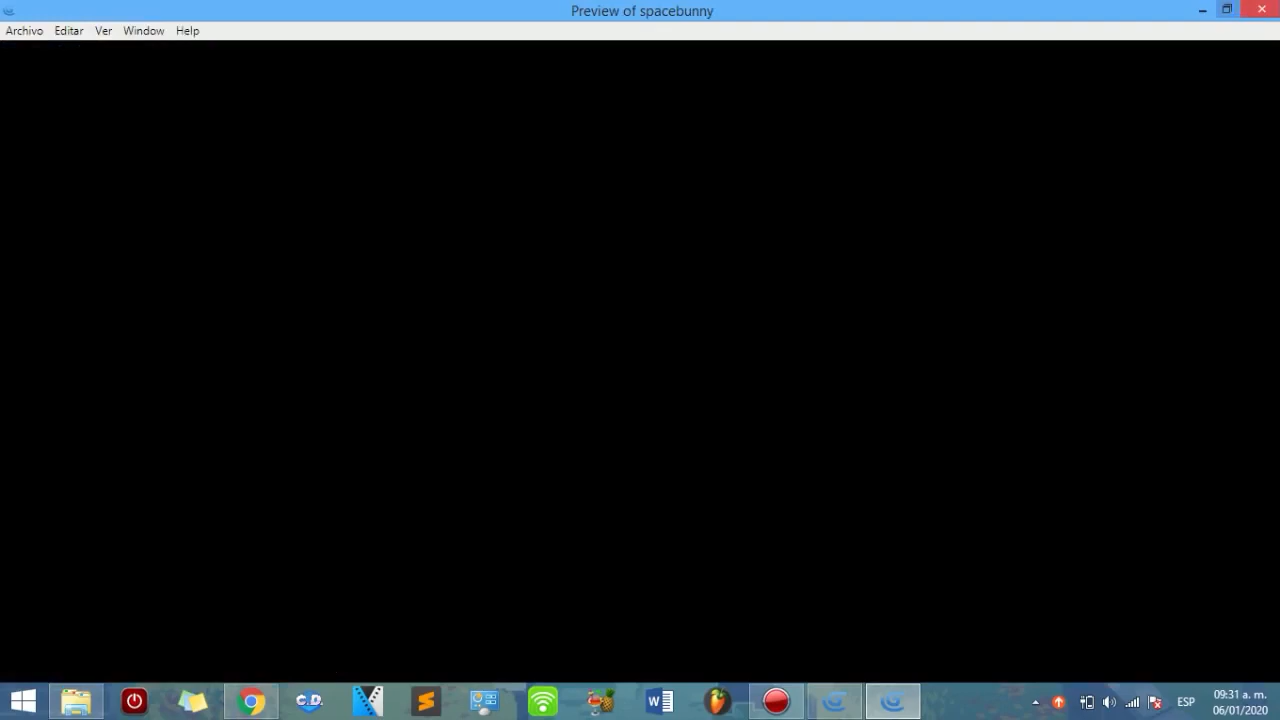 Preview of spacebunny
Archivo Editar Ver Window Help
C.D.
W
ESP
09:31 a. m.
06/01/2020